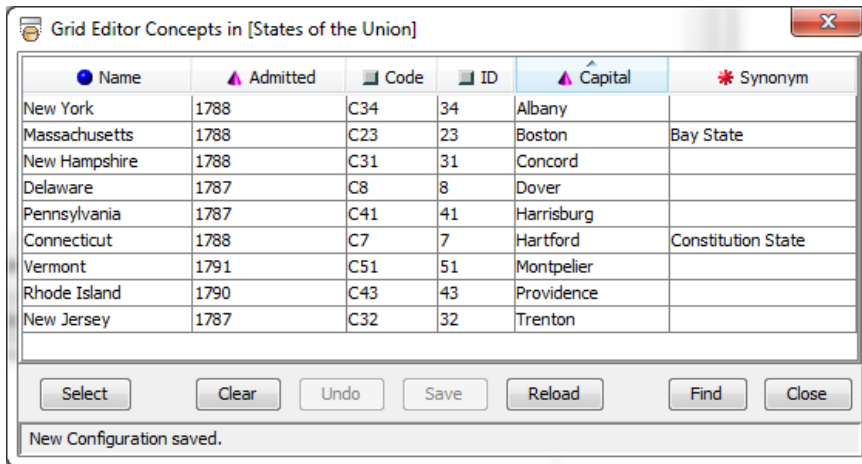 Grid Editor Concepts in [States of the Union]
Name Admitted Code ID Capital Synonym
New York 1788 C34 34 Albany
Massachusetts 1788 C23 23 Boston Bay State
New Hampshire 1788 C31 31 Concord
Delaware 1787 C8 8 Dover
Pennsylvania 1787 C41 41 Harrisburg
Connecticut 1788 C7 7 Hartford Constitution State
Vermont 1791 C51 51 Montpelier
Rhode Island 1790 C43 43 Providence
New Jersey 1787 C32 32 Trenton
Select Clear Undo Save Reload Find Close
New Configuration saved.